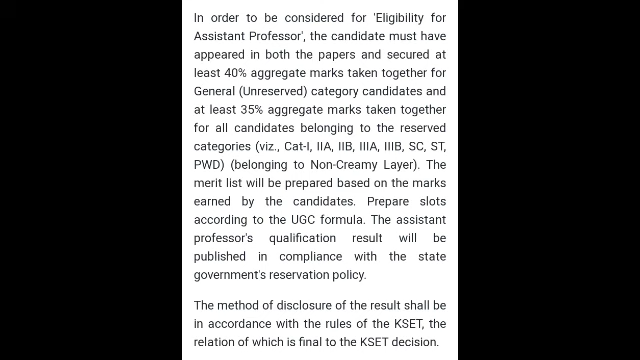 In order to be considered for 'Eligibility for
Assistant Professor', the candidate must have
appeared in both the papers and secured at
least 40% aggregate marks taken together for
General (Unreserved) category candidates and
at least 35% aggregate marks taken together
for all candidates belonging to the reserved
categories (viz., Cat-I, IIA, IIB, IIIA, IIIB, SC, ST,
PWD) (belonging to Non-Creamy Layer). The
merit list will be prepared based on the marks
earned by the candidates. Prepare slots
according to the UGC formula. The assistant
professor's qualification result will be
published in compliance with the state
government's reservation policy.
The method of disclosure of the result shall be
in accordance with the rules of the KSET, the
relation of which is final to the KSET decision.